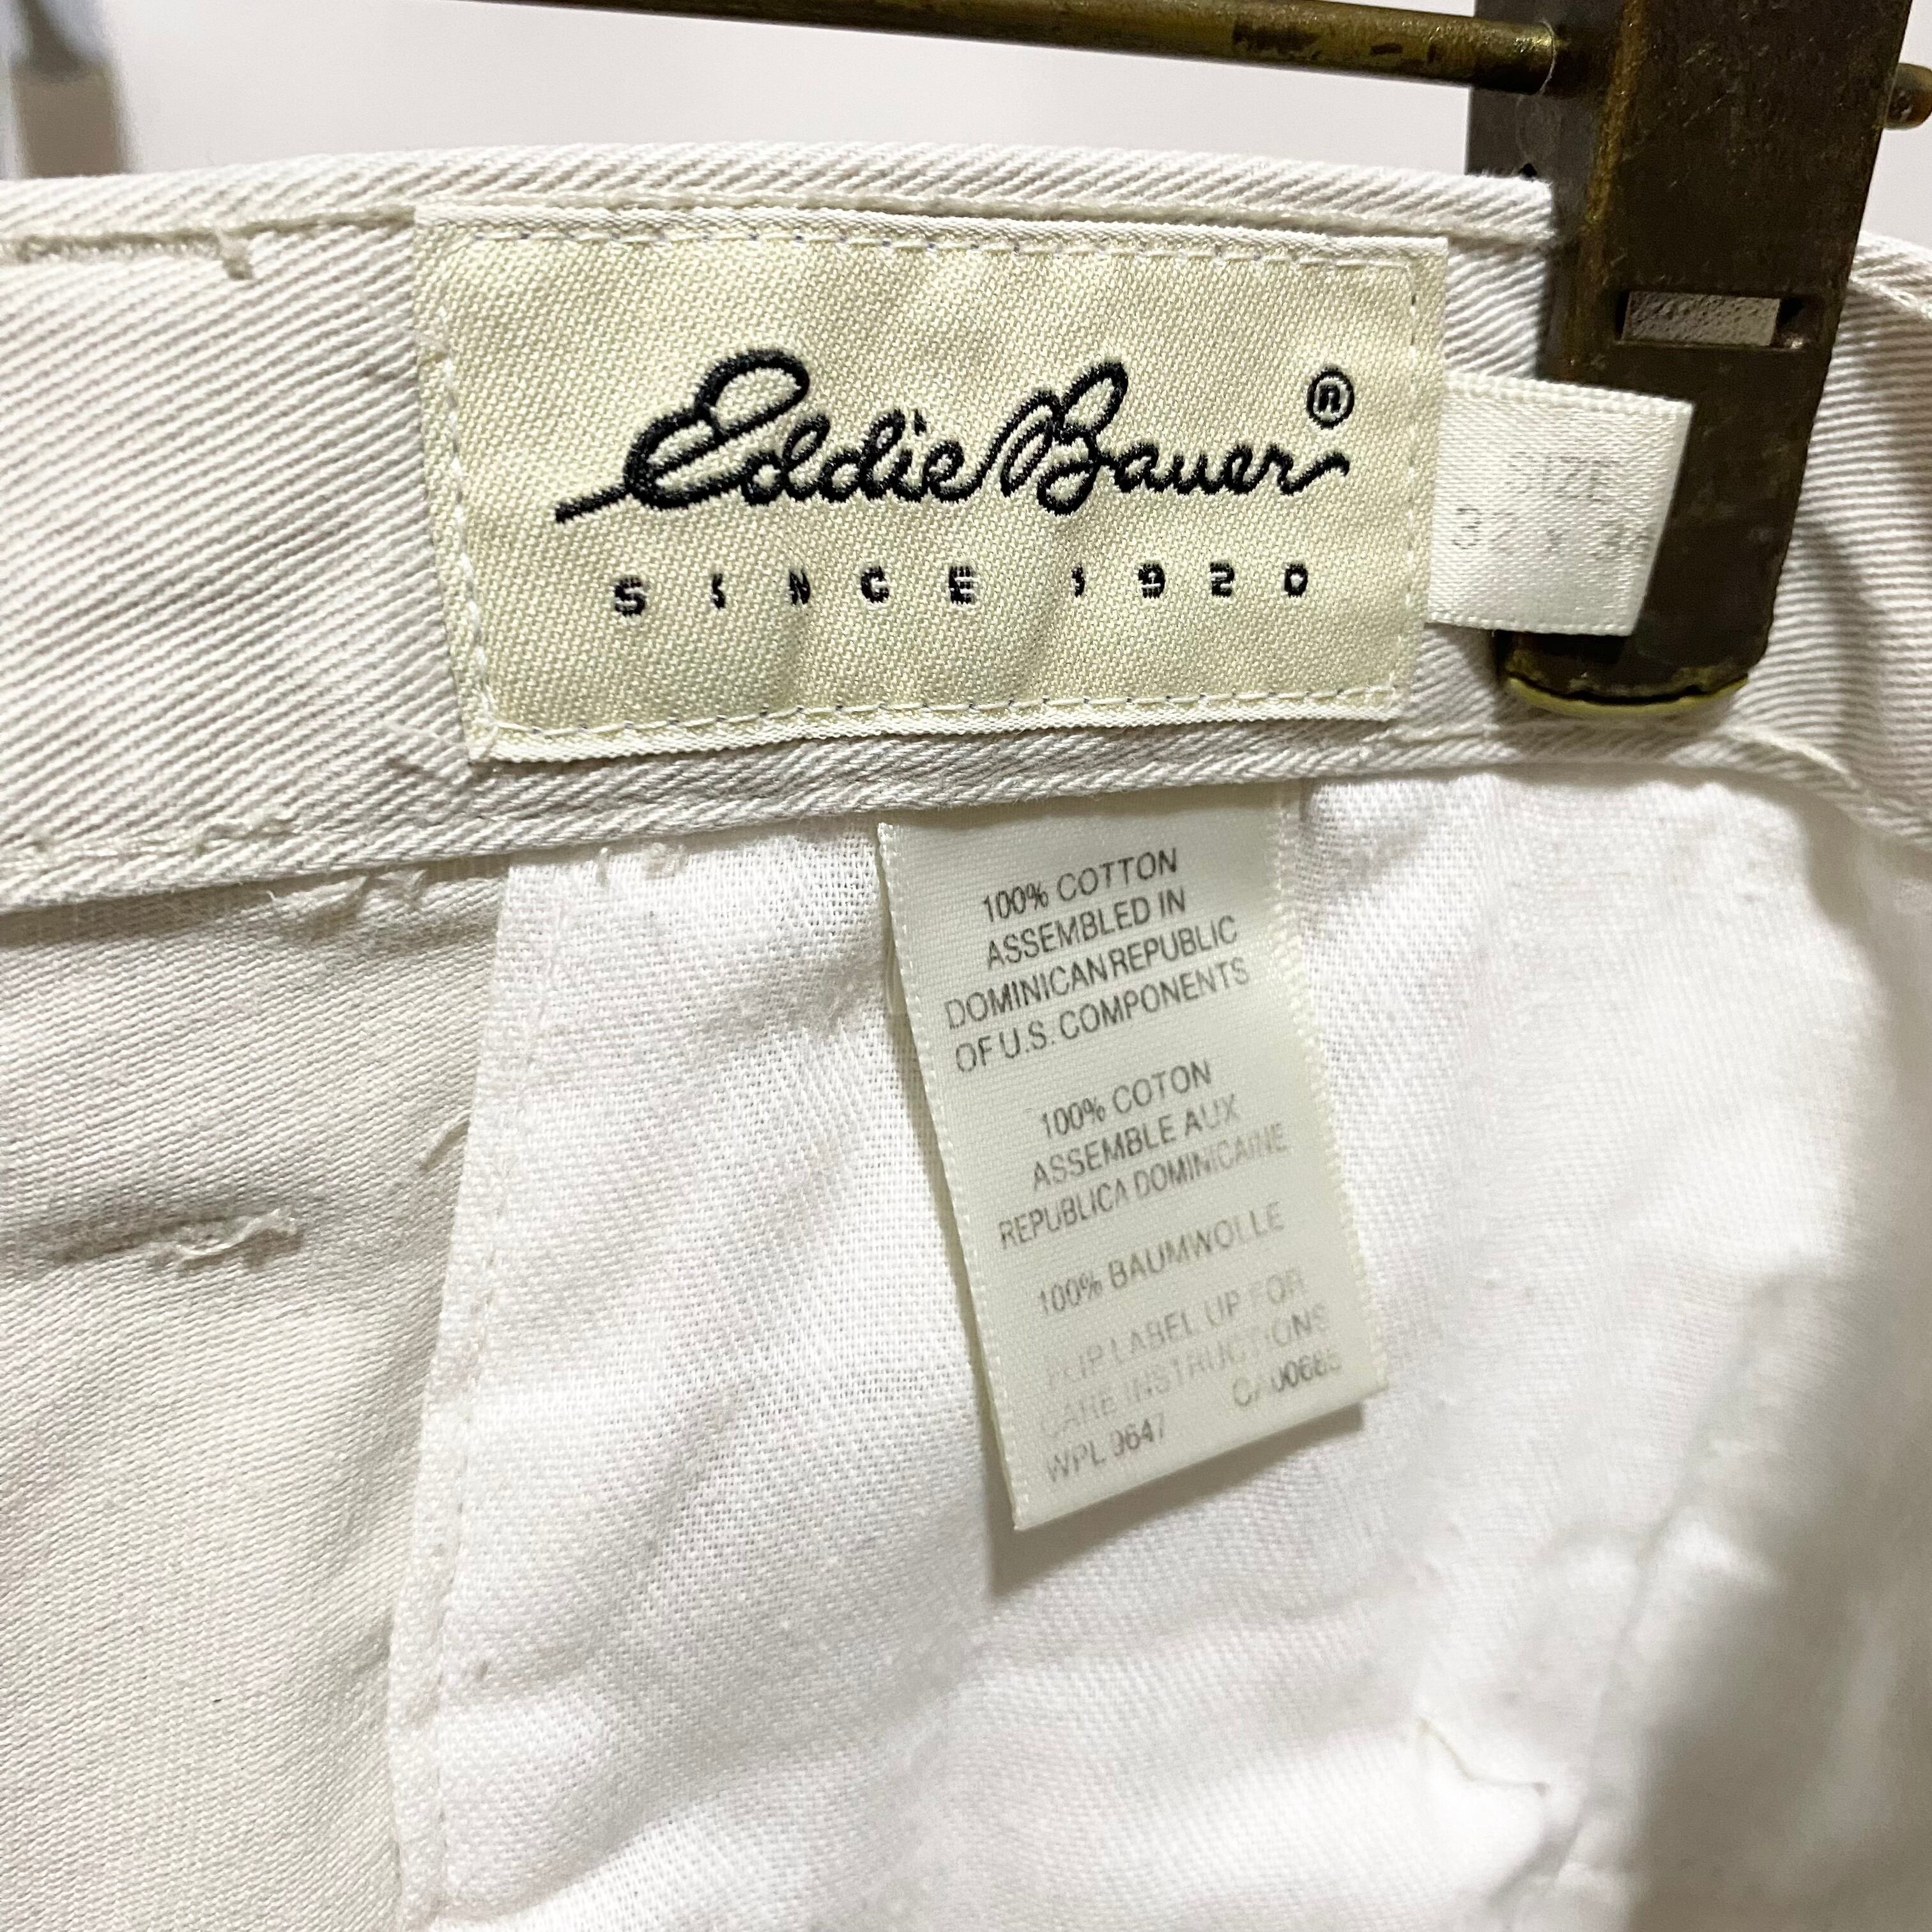 Eddie Bauer ®
SINCE 1920
SIZE
100% COTTON
ASSEMBLED IN
DOMINICAN REPUBLIC
OF U.S. COMPONENTS
100% COTON
ASSEMBLE AUX
REPUBLICA DOMINICAINE
100% BAUMWOLLE
FLIP LABEL UP FOR
CARE INSTRUCTIONS
WPL 9647